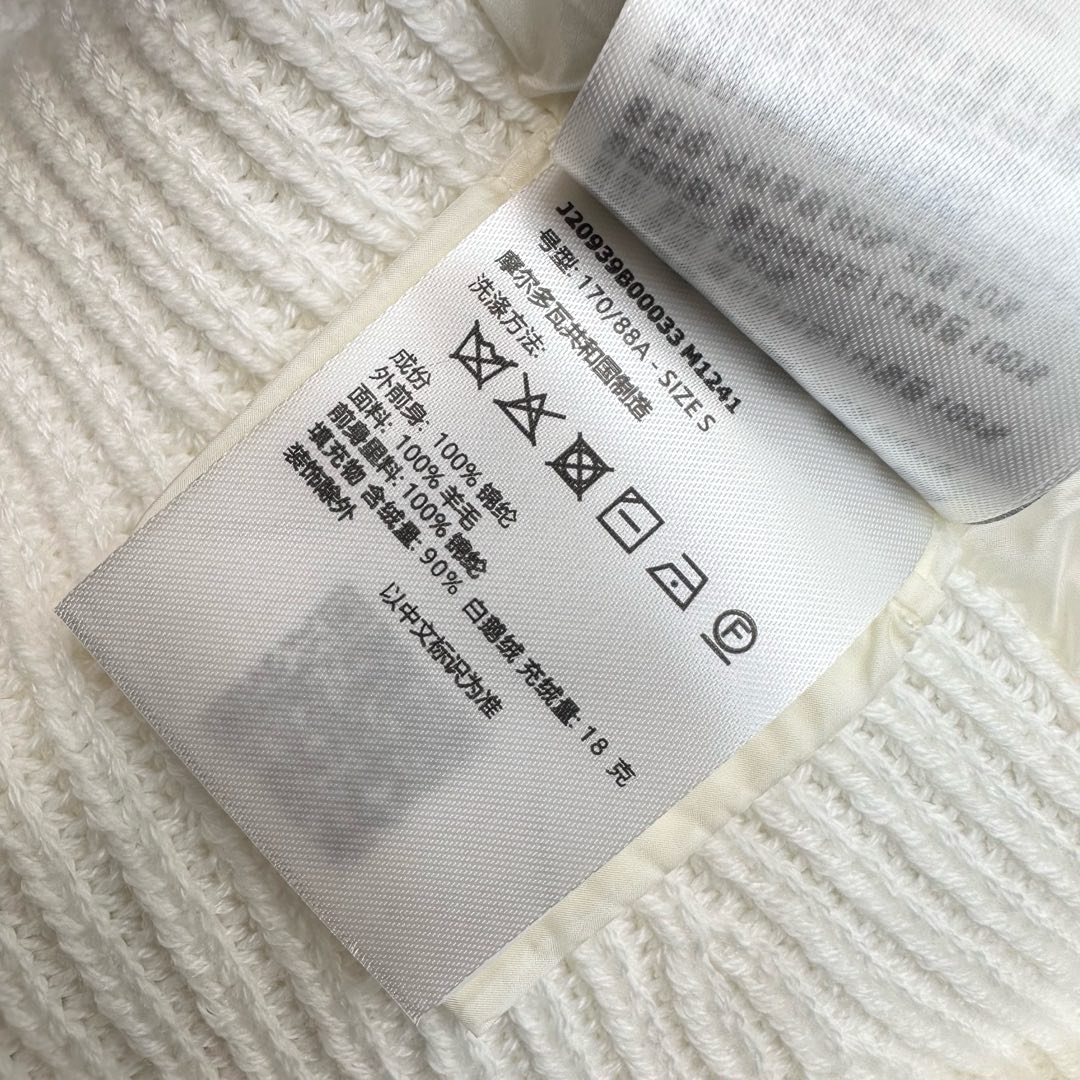 J20939B00033 M1241
号型: 170/88A - SIZE S
摩尔多瓦共和国制造
洗涤方法:
F
成份
外前身: 100% 锦纶
面料: 100% 羊毛
前身里料: 100% 锦纶
填充物 含绒量: 90% 白鹅绒 充绒量: 18 克
装饰除外
以中文标识为准